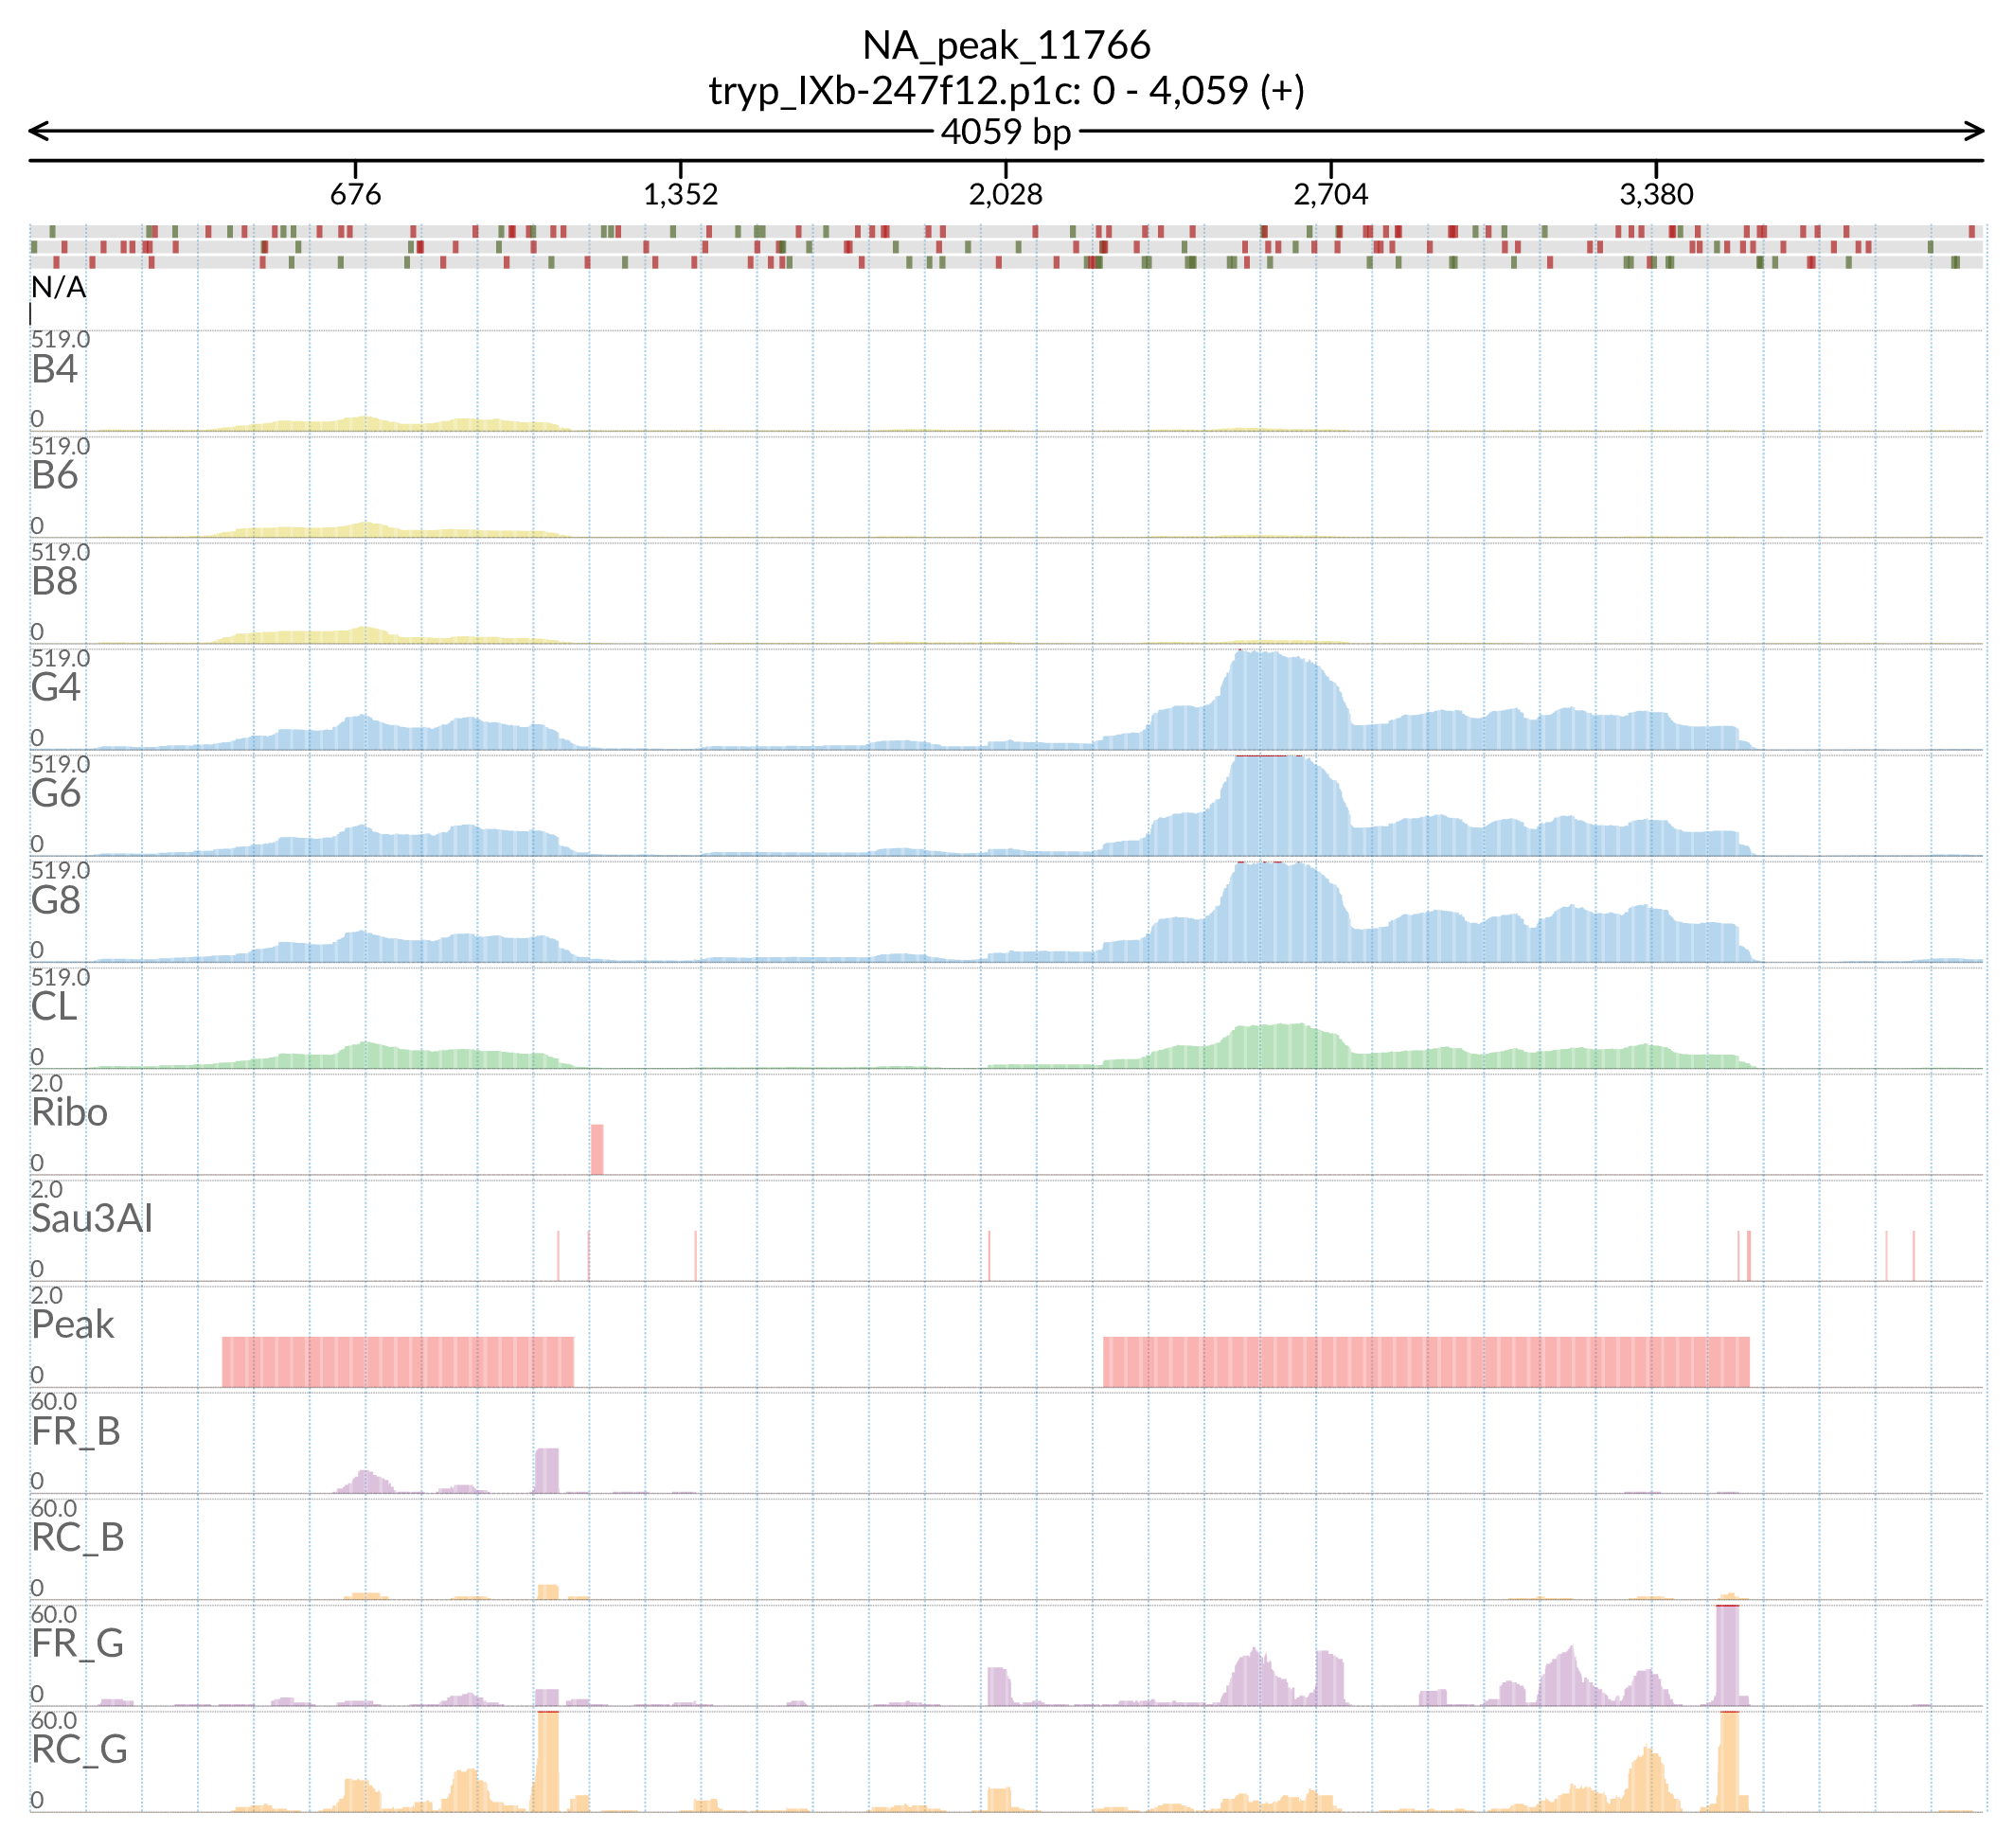 NA_peak_11766
tryp_IXb-247f12.p1c: 0 - 4,059 (+)
4059 bp
676 1,352 2,028 2,704 3,380
N/A
519.0
B4
0
519.0
B6
0
519.0
B8
0
519.0
G4
0
519.0
G6
0
519.0
G8
0
519.0
CL
0
2.0
Ribo
0
2.0
Sau3AI
0
2.0
Peak
0
60.0
FR_B
0
60.0
RC_B
0
60.0
FR_G
0
60.0
RC_G
0